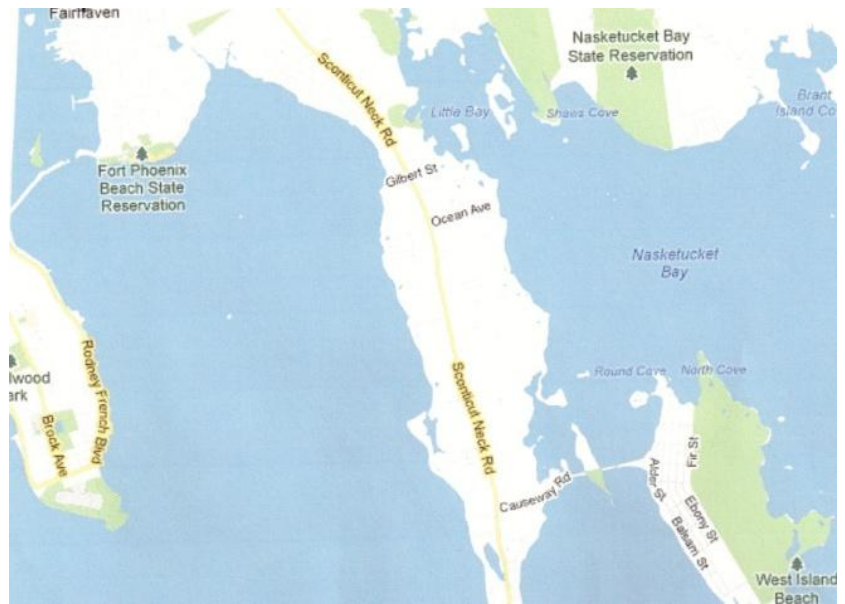 Fairhaven
Nasketucket Bay
State Reservation
Sconticut Neck Rd
Little Bay
Shaws Cove
Brant
Island Co
Fort Phoenix
Beach State
Reservation
Gilbert St
Ocean Ave
Nasketucket
Bay
Rodney French Blvd
lwood
ark
Brock Ave
Sconticut Neck Rd
Round Cove
North Cove
Fir St
Causeway Rd
Alder St
Ebony St
Balsam St
West Island
Beach